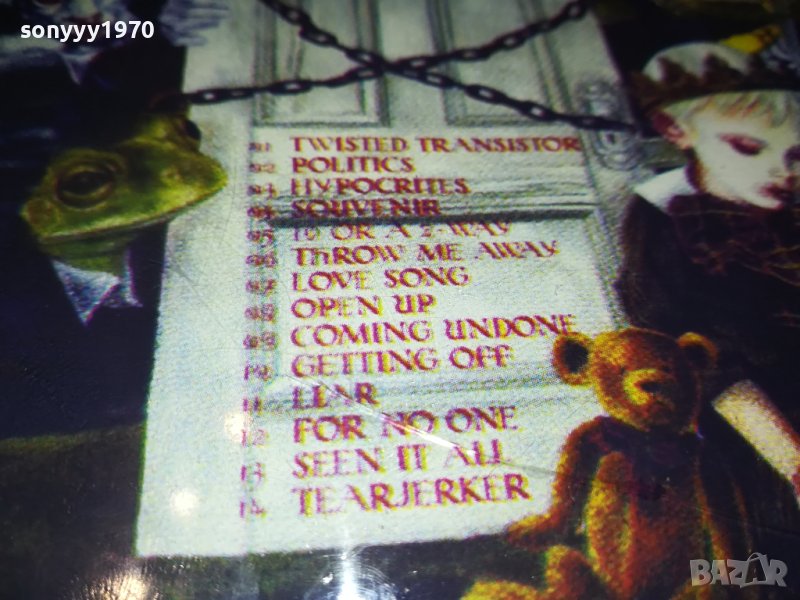 sonyyy1970
01 TWISTED TRANSISTOR
02 POLITICS
03 HYPOCRITES
04 SOUVENIR
05 10 OR A 2-WAY
06 THROW ME AWAY
07 LOVE SONG
08 OPEN UP
09 COMING UNDONE
10 GETTING OFF
11 LIAR
12 FOR NO ONE
13 SEEN IT ALL
14 TEARJERKER
BAZAR